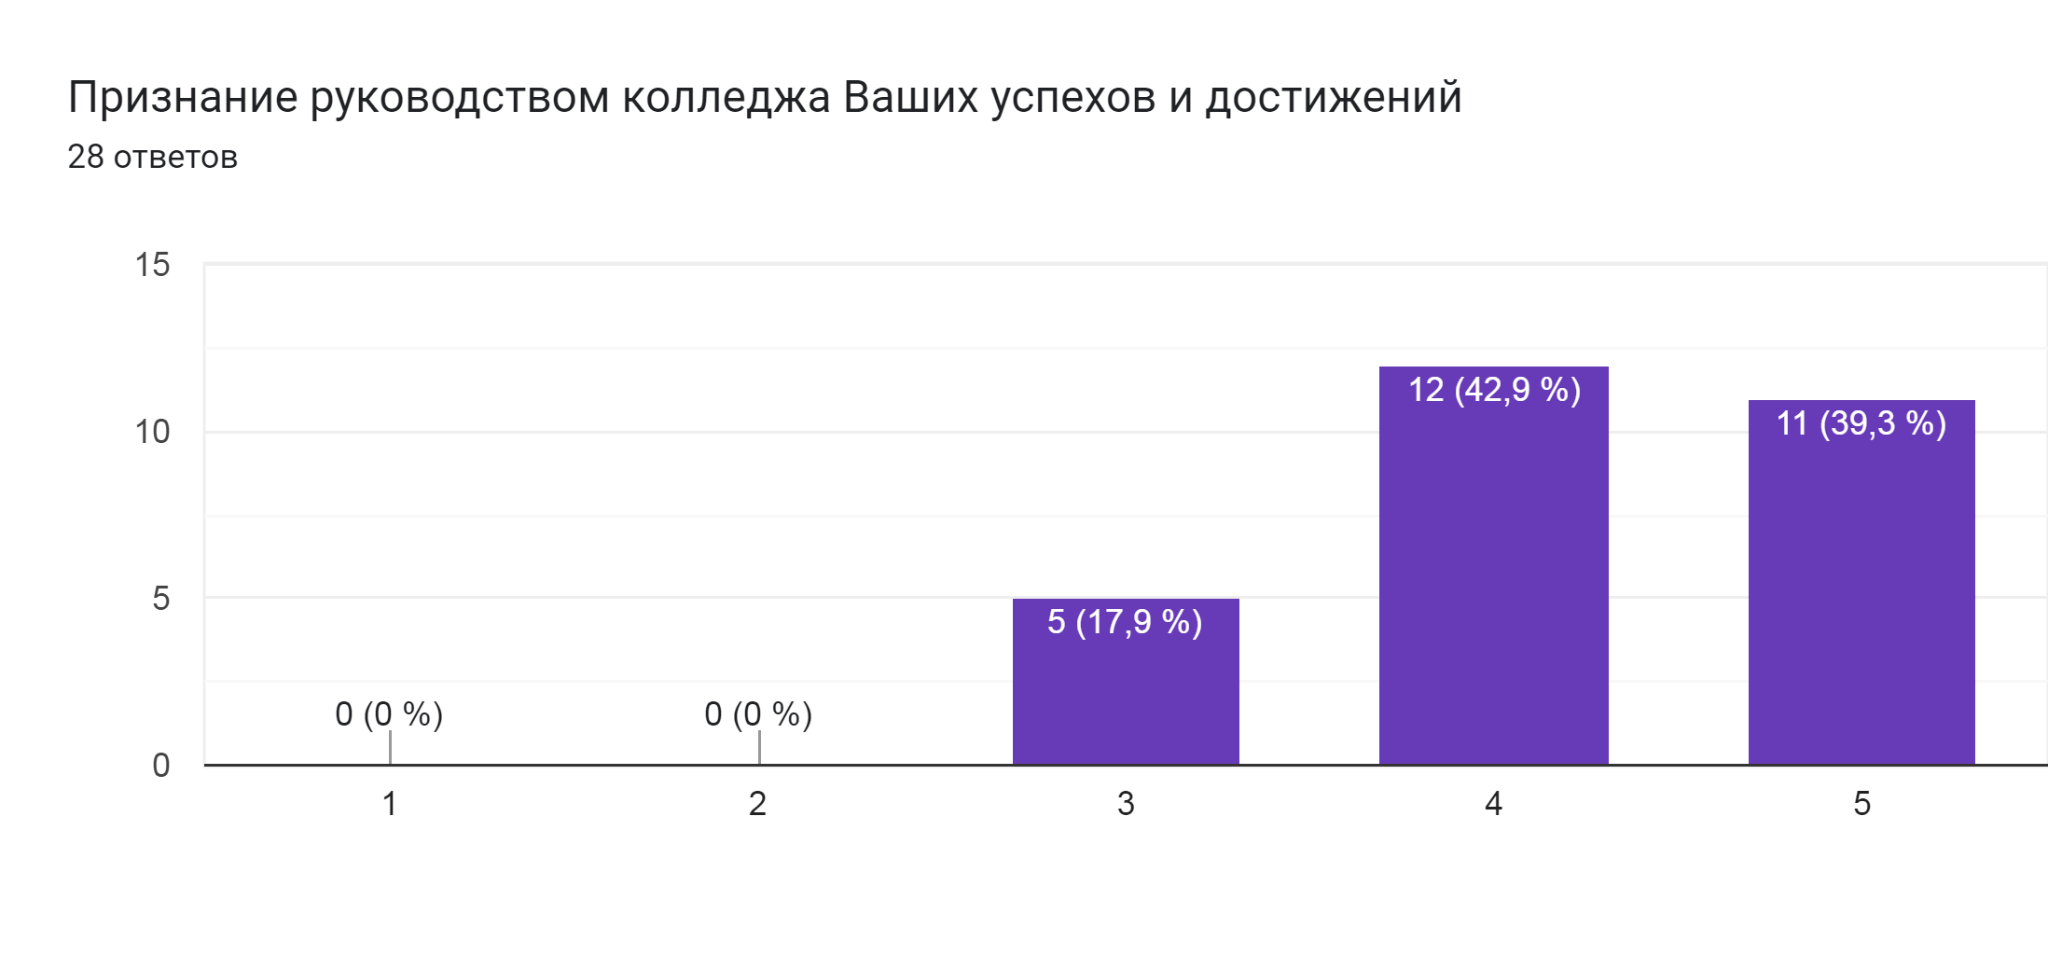 Признание руководством колледжа Ваших успехов и достижений
28 ответов
15
10
5
0
0 (0 %)
0 (0 %)
5 (17,9 %)
12 (42,9 %)
11 (39,3 %)
1
2
3
4
5